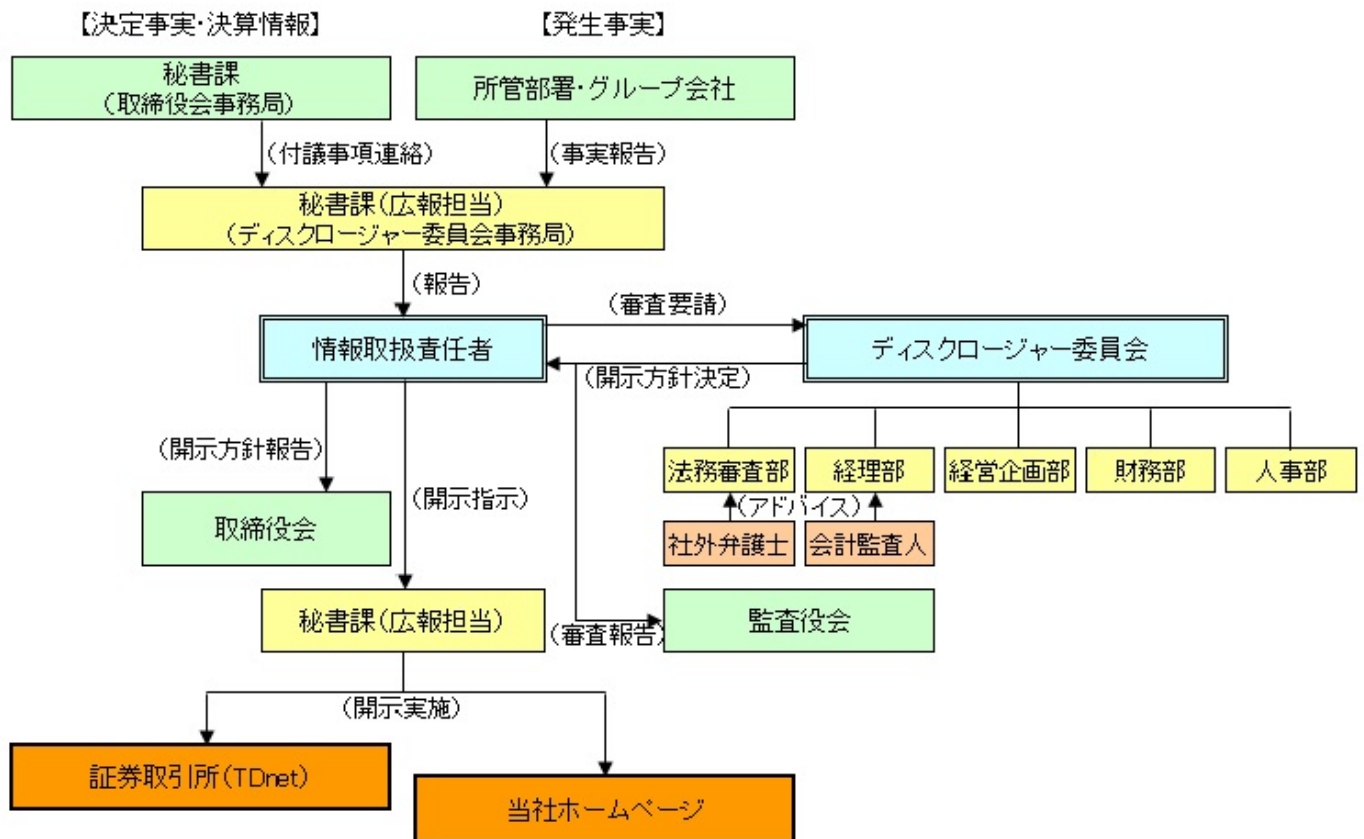 【決定事実・決算情報】
【発生事実】
秘書課
(取締役会事務局)
所管部署・グループ会社
(付議事項連絡)
(事実報告)
秘書課(広報担当)
(ディスクロージャー委員会事務局)
(報告)
(審査要請)
情報取扱責任者
ディスクロージャー委員会
(開示方針決定)
(開示方針報告)
法務審査部
経理部
経営企画部
財務部
人事部
(開示指示)
(アドバイス)
取締役会
社外弁護士
会計監査人
秘書課(広報担当)
(審査報告)
監査役会
(開示実施)
証券取引所(TDnet)
当社ホームページ